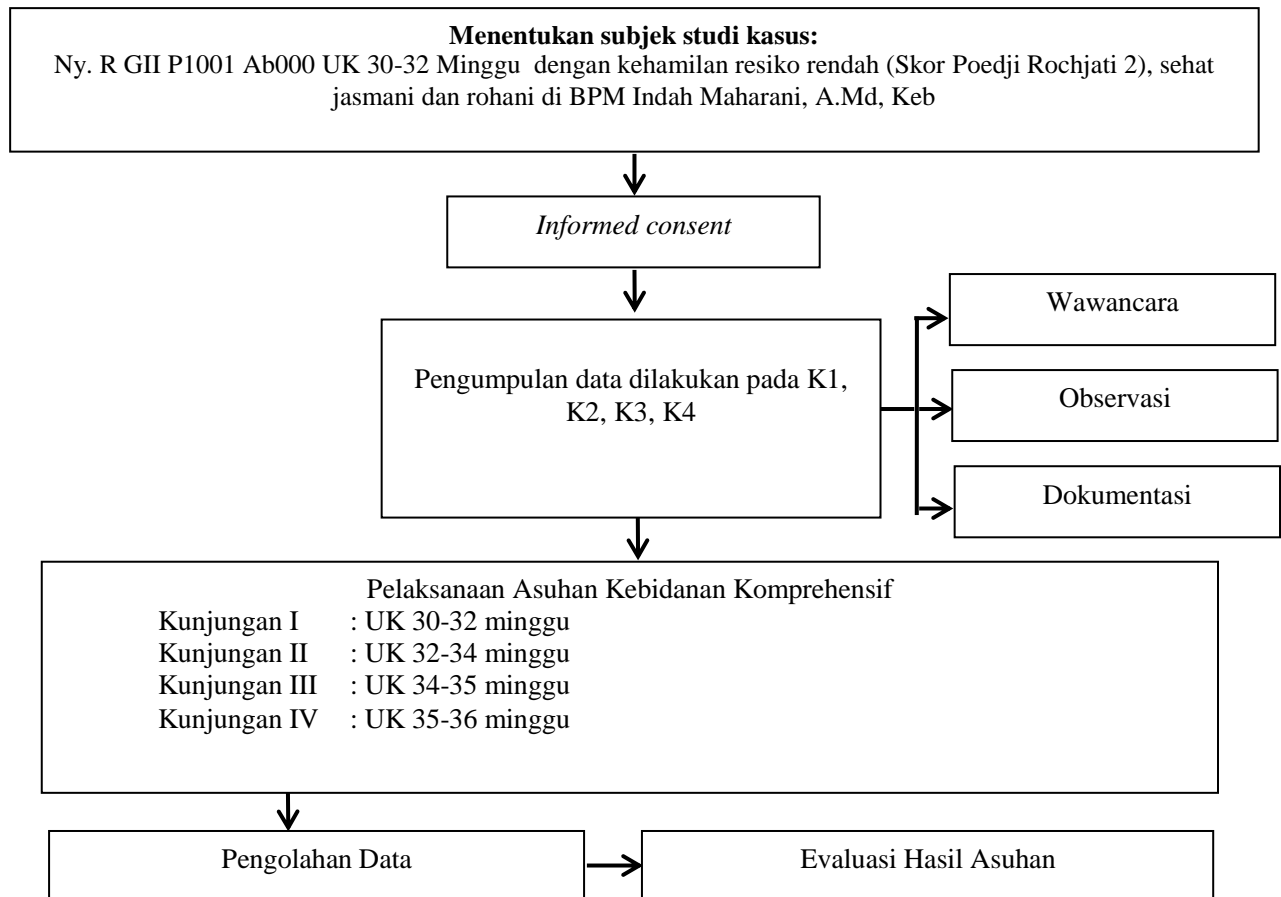 Menentukan subjek studi kasus:
Ny. R GII P1001 Ab000 UK 30-32 Minggu dengan kehamilan resiko rendah (Skor Poedji Rochjati 2), sehat
jasmani dan rohani di BPM Indah Maharani, A.Md, Keb
Informed consent
Pengumpulan data dilakukan pada K1,
K2, K3, K4
Wawancara
Observasi
Dokumentasi
Pelaksanaan Asuhan Kebidanan Komprehensif
Kunjungan I : UK 30-32 minggu
Kunjungan II : UK 32-34 minggu
Kunjungan III : UK 34-35 minggu
Kunjungan IV : UK 35-36 minggu
Pengolahan Data
Evaluasi Hasil Asuhan